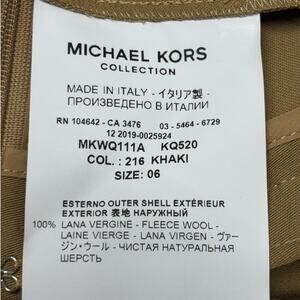 MICHAEL KORS
COLLECTION
MADE IN ITALY - イタリア製 -
ПРОИЗВЕДЕНО В ИТАЛИИ
RN 104642 - CA 3476 03 - 5464 - 6729
12 2019-0025924
MKWQ111A KQ520
COL. : 216 KHAKI
SIZE: 06
ESTERNO OUTER SHELL EXTÉRIEUR
EXTERIOR 表地 НАРУЖНЫЙ
100% LANA VERGINE - FLEECE WOOL -
LAINE VIERGE - LANA VIRGEN - ヴァー
ジン・ウール - ЧИСТАЯ НАТУРАЛЬНАЯ
ШЕРСТЬ